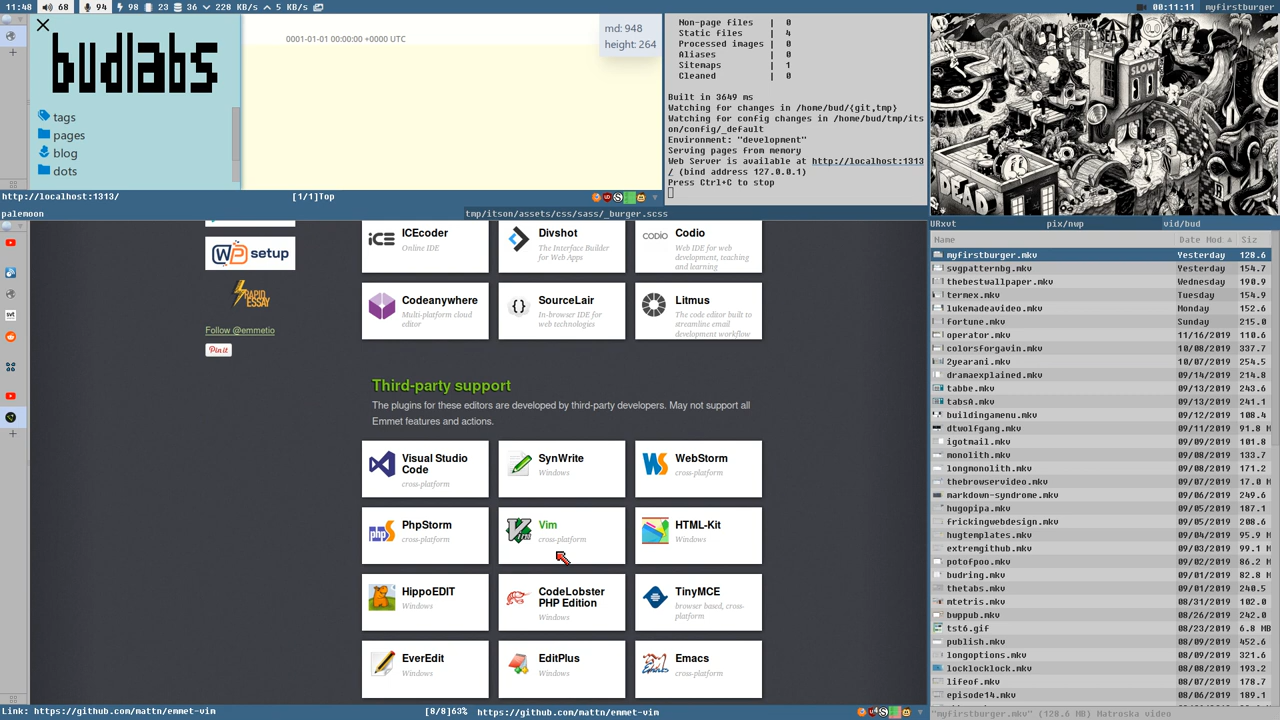 11:48 68 94 98 23 36 228 KB/s 5 KB/s
00:11:11 myfirstburger
budlabs
tags
pages
blog
dots
0001-01-01 00:00:00 +0000 UTC
md: 948
height: 264
http://localhost:1313/ [1/1]Top
Non-page files | 0
Static files | 4
Processed images | 0
Aliases | 0
Sitemaps | 1
Cleaned | 0
Built in 3649 ms
Watching for changes in /home/bud/{git,tmp}
Watching for config changes in /home/bud/tmp/its
on/config/_default
Environment: "development"
Serving pages from memory
Web Server is available at http://localhost:1313
/ (bind address 127.0.0.1)
Press Ctrl+C to stop
SLOW
DEAD
palemoon tmp/itson/assets/css/sass/_burger.scss
WP setup
RAPID
ESSAY
Follow @emmetio
Pin it
ICEcoder
Online IDE
Divshot
The Interface Builder
for Web Apps
CODIO
Codio
Web IDE for web
development, teaching
and learning
Codeanywhere
Multi-platform cloud
editor
SourceLair
In-browser IDE for
web technologies
Litmus
The code editor built to
streamline email
development workflow
Third-party support
The plugins for these editors are developed by third-party developers. May not support all
Emmet features and actions.
Visual Studio
Code
cross-platform
SynWrite
Windows
WebStorm
cross-platform
PhpStorm
cross-platform
Vim
cross-platform
HTML-Kit
Windows
HippoEDIT
Windows
CodeLobster
PHP Edition
Windows
TinyMCE
browser based, cross-
platform
EverEdit
Windows
EditPlus
Windows
Emacs
cross-platform
Link: https://github.com/mattn/emmet-vim [8/8]63% https://github.com/mattn/emmet-vim
URxvt pix/nwp vid/bud
Name Date Mod Siz
myfirstburger.mkv Yesterday 128.6
svgpatternbg.mkv Yesterday 154.7
thebestwallpaper.mkv Wednesday 190.9
termex.mkv Tuesday 154.9
lukemadeavideo.mkv Monday 152.6
fortune.mkv Sunday 215.0
operator.mkv 11/16/2019 110.6
colorsforgavin.mkv 10/08/2019 337.7
2yearani.mkv 10/07/2019 254.5
dramaexplained.mkv 09/14/2019 214.8
tabbe.mkv 09/13/2019 243.6
tabsA.mkv 09/13/2019 241.1
buildingamenu.mkv 09/12/2019 108.4
dtwolfgang.mkv 09/11/2019 91.8 M
igotmail.mkv 09/09/2019 101.8
monolith.mkv 09/07/2019 133.7
longmonolith.mkv 09/07/2019 171.2
thebrowservideo.mkv 09/07/2019 17.0 M
markdown-syndrome.mkv 09/06/2019 249.6
hugopipa.mkv 09/05/2019 194.4
frickingwebdesign.mkv 09/05/2019 208.6
hugtemplates.mkv 09/04/2019 99.1 M
extremgithub.mkv 09/03/2019 99.1 M
potofpoo.mkv 09/02/2019 86.2 M
budring.mkv 09/01/2019 82.8 M
thetabs.mkv 09/01/2019 240.5
mtetris.mkv 08/31/2019 102.0
buppub.mkv 08/26/2019 242.0
tst6.gif 08/23/2019 6.8 MB
publish.mkv 08/09/2019 452.6
longoptions.mkv 08/09/2019 321.6
locklocklock.mkv 08/08/2019 193.2
lifeof.mkv 08/07/2019 178.7
episode14.mkv 08/06/2019 189.1
"myfirstburger.mkv" (128.6 MB) Matroska video